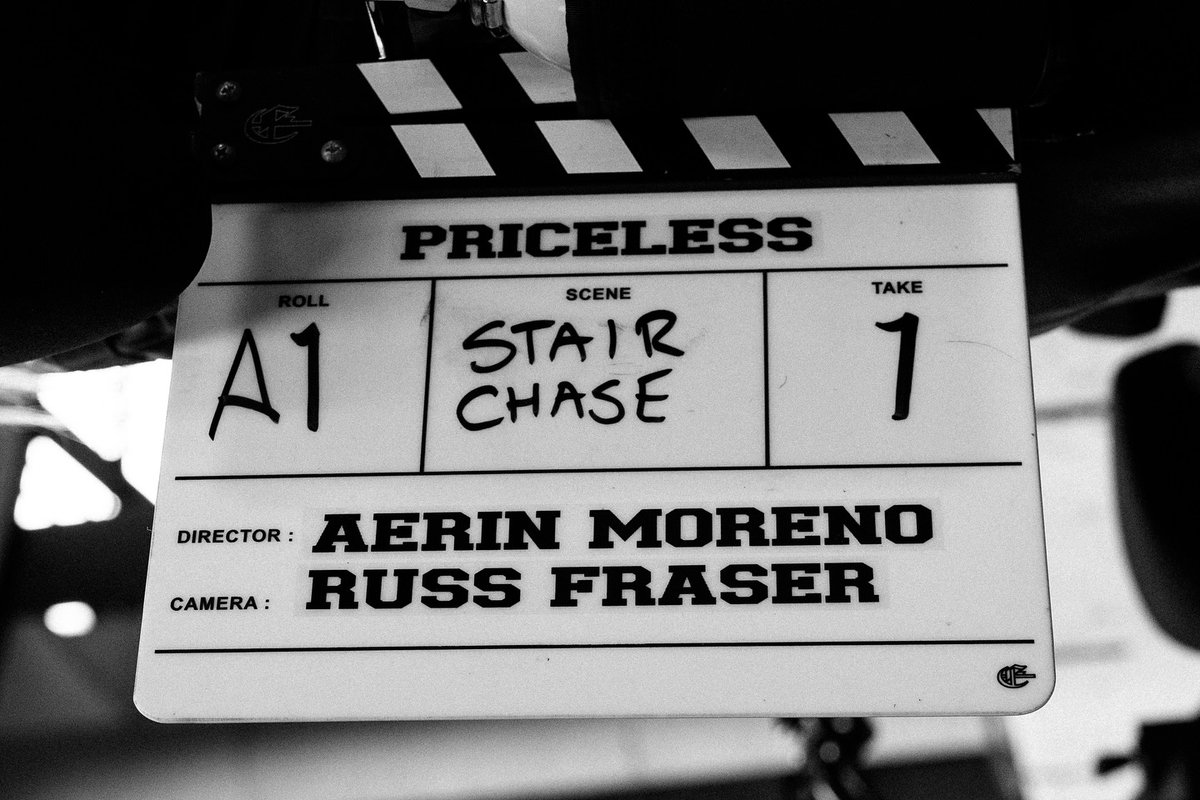 PRICELESS
ROLL SCENE TAKE
A1 STAIR CHASE 1
DIRECTOR : AERIN MORENO
CAMERA : RUSS FRASER